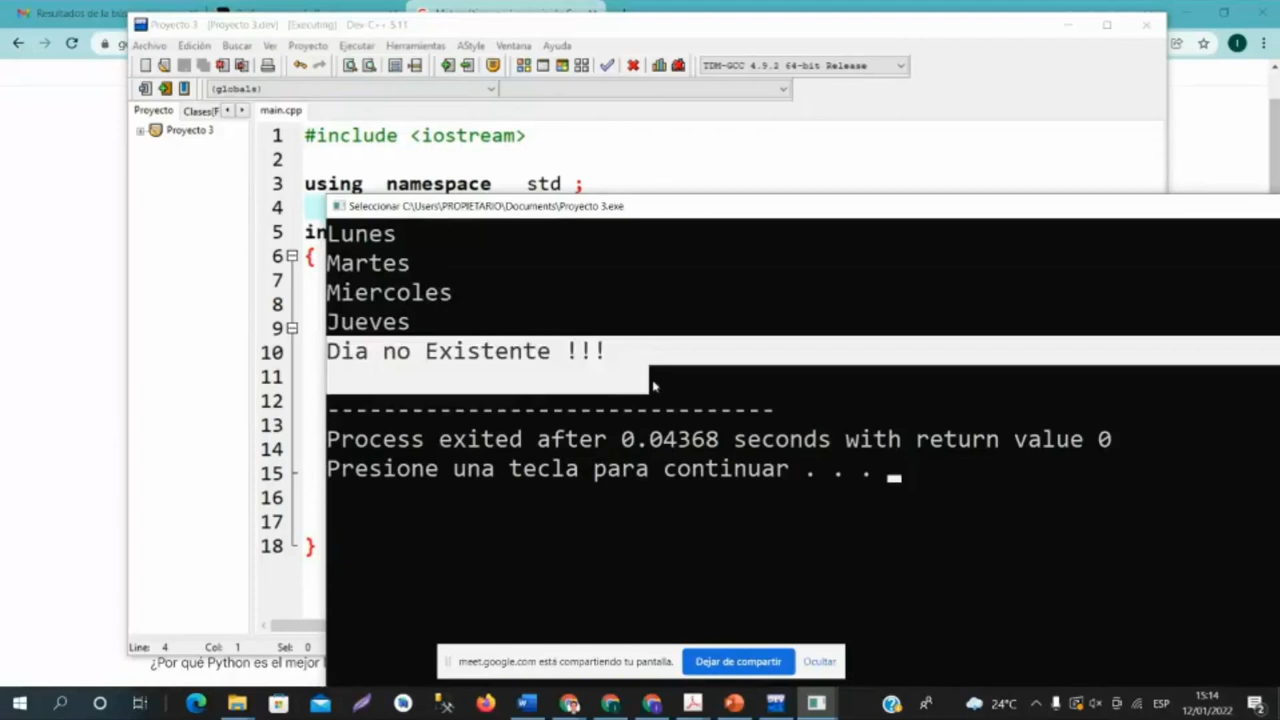 Resultados de la bús
Proyecto 3 [Proyecto 3.dev] - [Executing] - Dev-C++ 5.11
Archivo Edición Buscar Ver Proyecto Ejecutar Herramientas AStyle Ventana Ayuda
TDM-GCC 4.9.2 64-bit Release
(globals)
Proyecto Clases(F main.cpp
Proyecto 3
1 #include <iostream>
2
3 using namespace std ;
4
Seleccionar C:\Users\PROPIETARIO\Documents\Proyecto 3.exe
5 in
Lunes
6 {
Martes
7
Miercoles
8
Jueves
9
10
Dia no Existente !!!
11
12
--------------------------------
13
Process exited after 0.04368 seconds with return value 0
14
Presione una tecla para continuar . . .
15
16
17
18 }
Line: 4 Col: 1 Sel: 0
meet.google.com está compartiendo tu pantalla. Dejar de compartir Ocultar
¿Por qué Python es el mejor
24°C ESP 15:14
12/01/2022
2